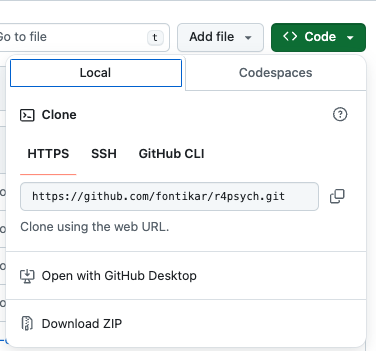 Go to file t Add file Code
Local Codespaces
Clone
HTTPS SSH GitHub CLI
https://github.com/fontikar/r4psych.git
Clone using the web URL.
Open with GitHub Desktop
Download ZIP